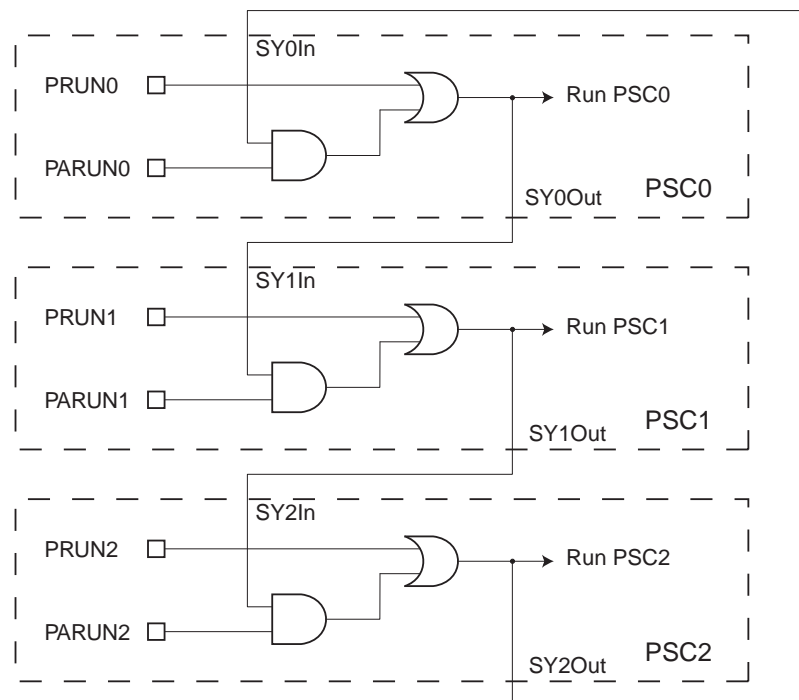 SY0In
PRUN0
Run PSC0
PARUN0
PSC0
SY0Out
SY1In
PRUN1
Run PSC1
PARUN1
PSC1
SY1Out
SY2In
PRUN2
Run PSC2
PARUN2
PSC2
SY2Out